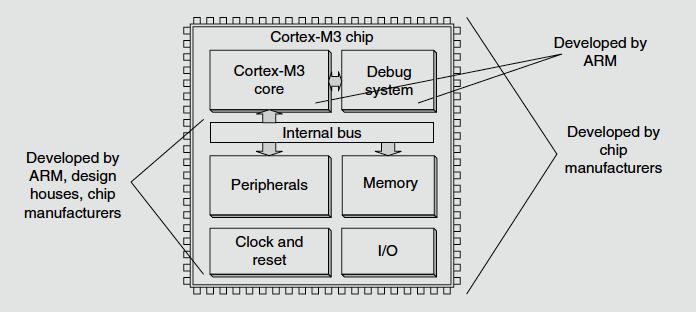 Cortex-M3 chip
Cortex-M3
core
Debug
system
Developed by
ARM
Internal bus
Developed by
chip
manufacturers
Developed by
ARM, design
houses, chip
manufacturers
Peripherals
Memory
Clock and
reset
I/O